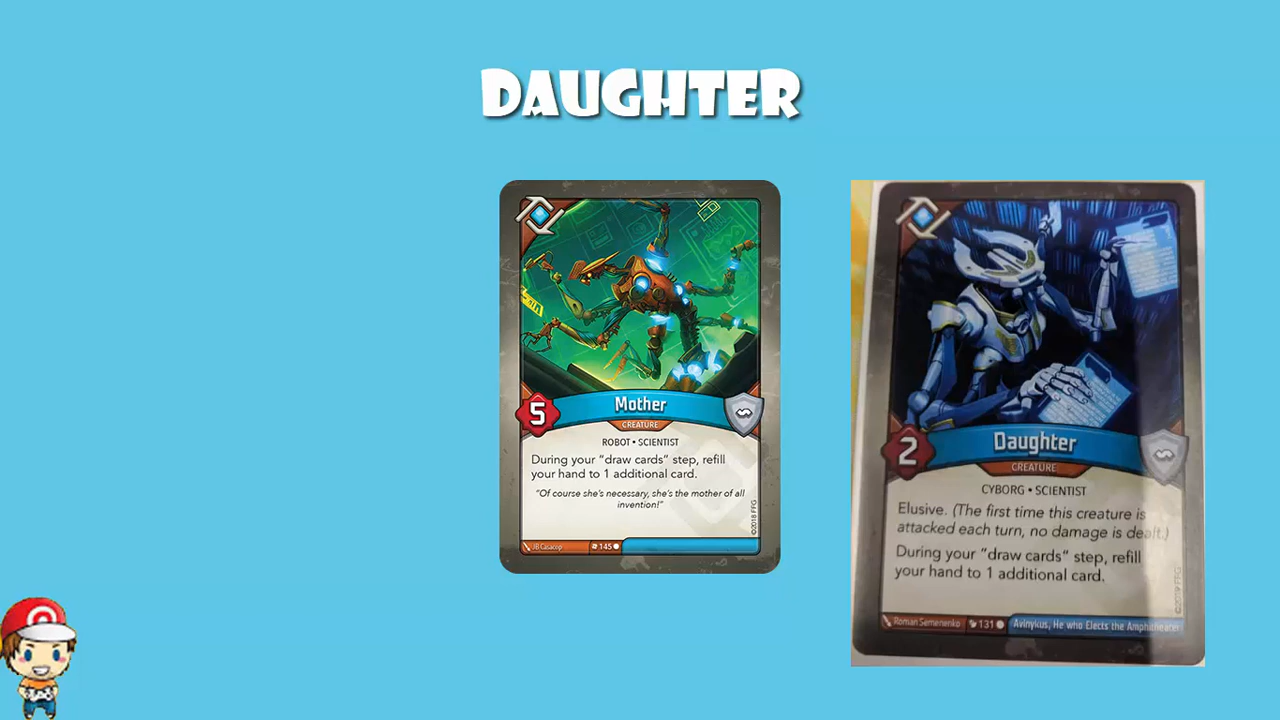 DAUGHTER
5
Mother
CREATURE
ROBOT • SCIENTIST
During your “draw cards” step, refill
your hand to 1 additional card.
“Of course she’s necessary, she’s the mother of all
invention!”
©2018 FFG
JB Casacop
145
2
Daughter
CREATURE
CYBORG • SCIENTIST
Elusive. (The first time this creature is
attacked each turn, no damage is dealt.)
During your “draw cards” step, refill
your hand to 1 additional card.
©2019 FFG
Roman Semenenko
131
Avinykus, He who Elects the Amphitheater